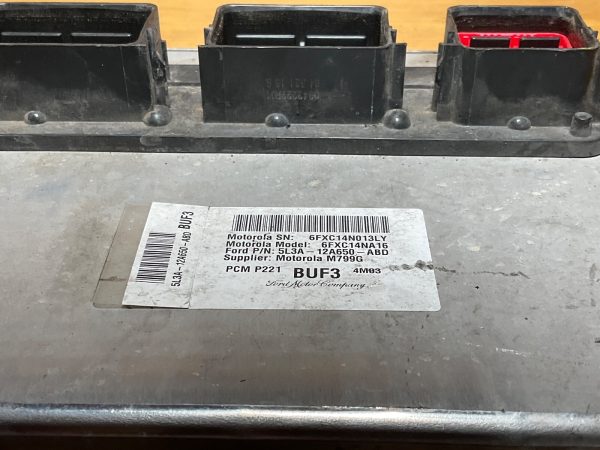 Motorola SN: 6FXC14N013LY
Motorola Model: 6FXC14NA16
Ford P/N: 5L3A-12A650-ABD
Supplier: Motorola M799G
PCM P221 BUF3 4M93
Ford Motor Company
5L3A-12A650-ABD BUF3